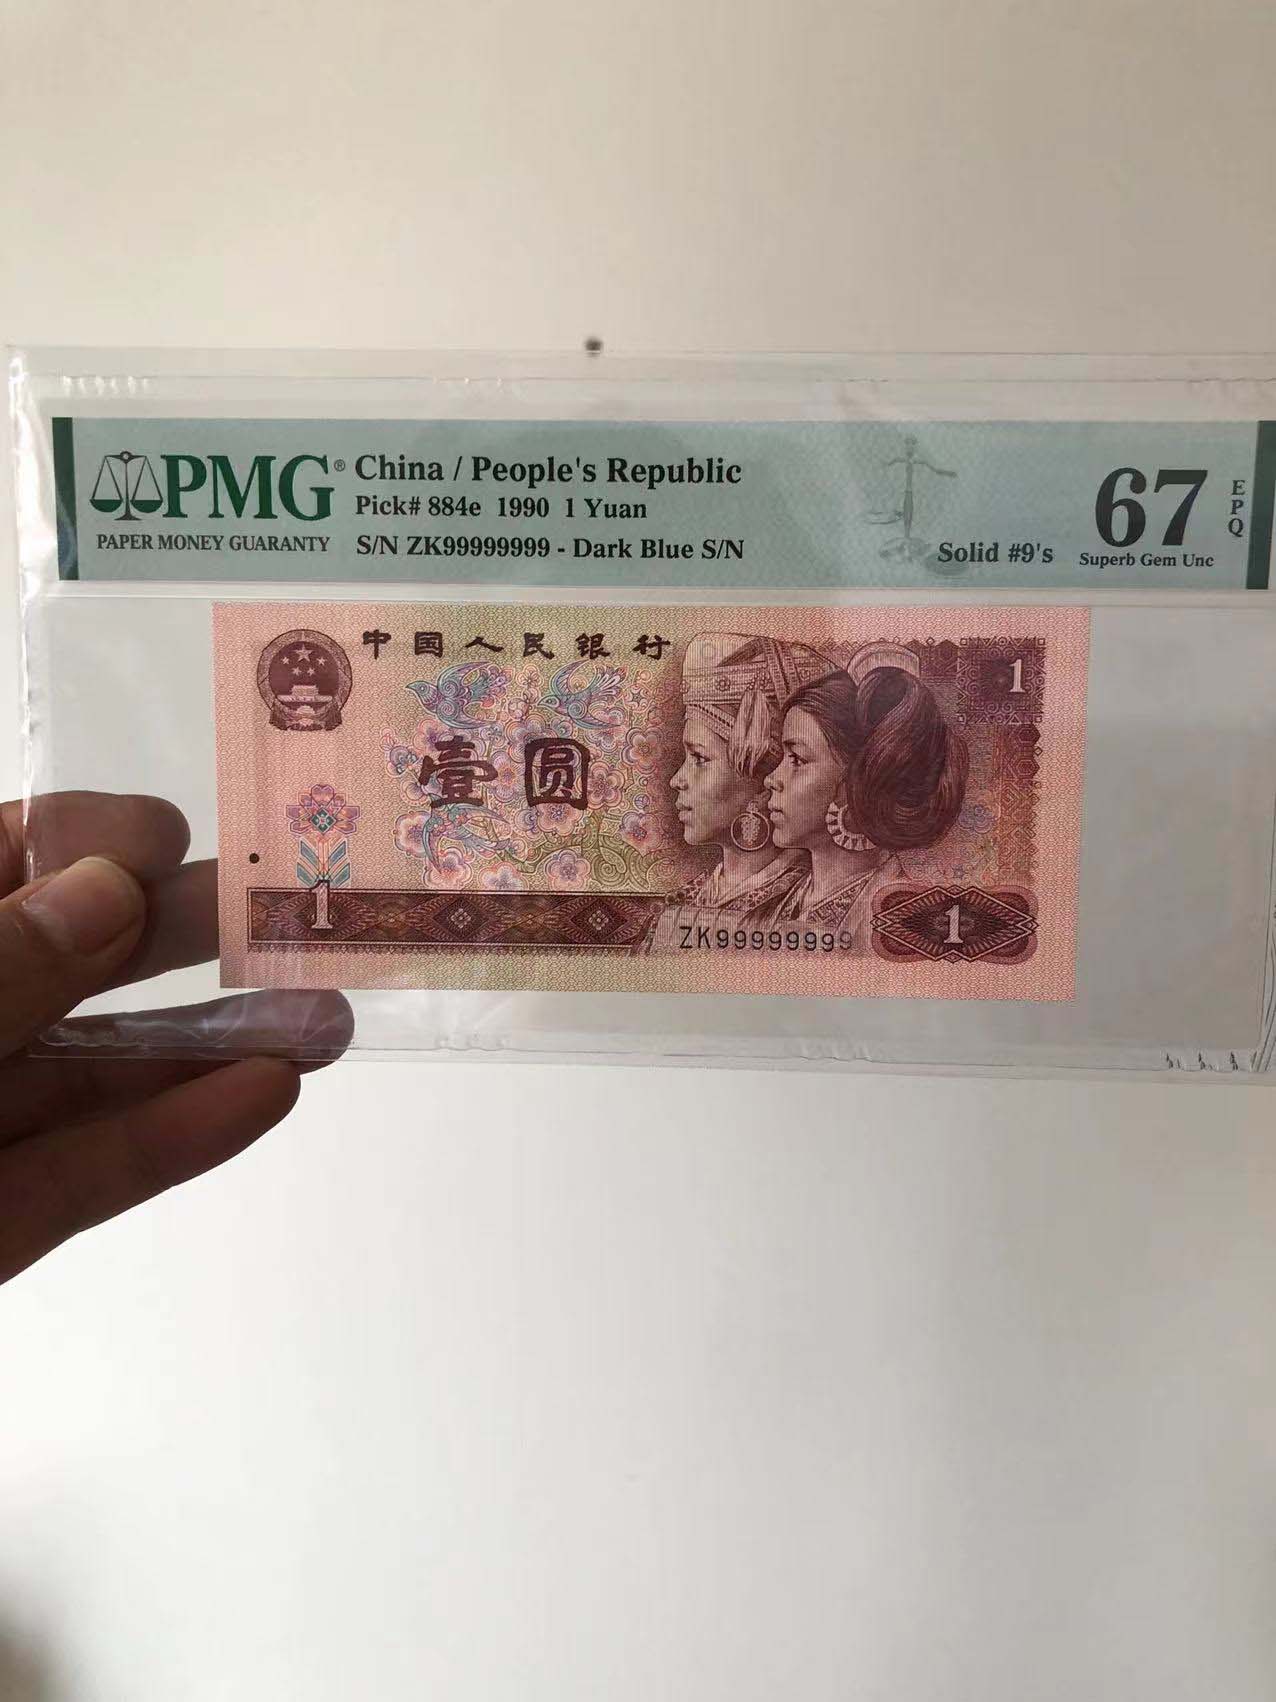 PMG®
PAPER MONEY GUARANTY
China / People's Republic
Pick# 884e 1990 1 Yuan
S/N ZK99999999 - Dark Blue S/N
Solid #9's
67
Superb Gem Unc
EPQ
中国人民银行
1
壹圆
1
ZK99999999
1